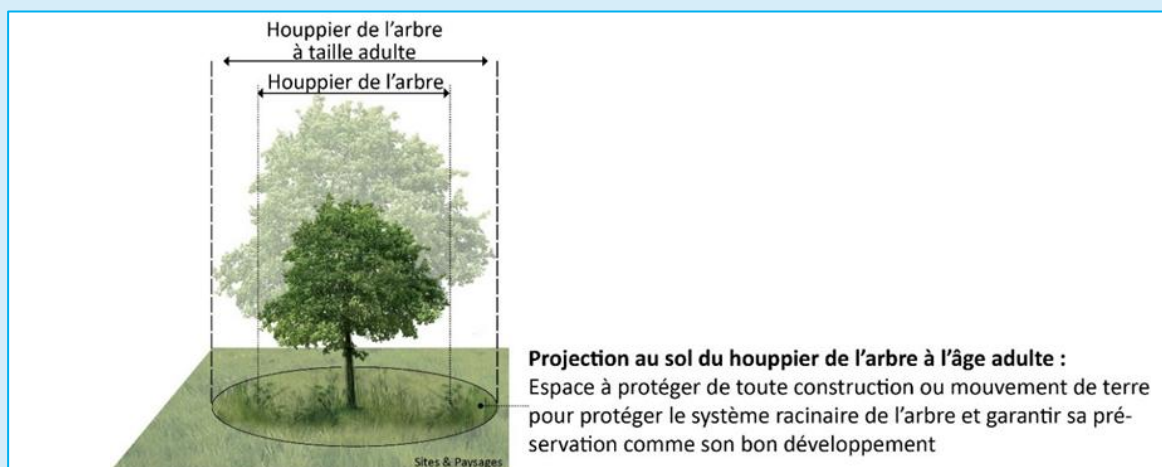 Houppier de l’arbre
à taille adulte
Houppier de l’arbre
Projection au sol du houppier de l’arbre à l’âge adulte :
Espace à protéger de toute construction ou mouvement de terre
pour protéger le système racinaire de l’arbre et garantir sa pré-
servation comme son bon développement
Sites & Paysages